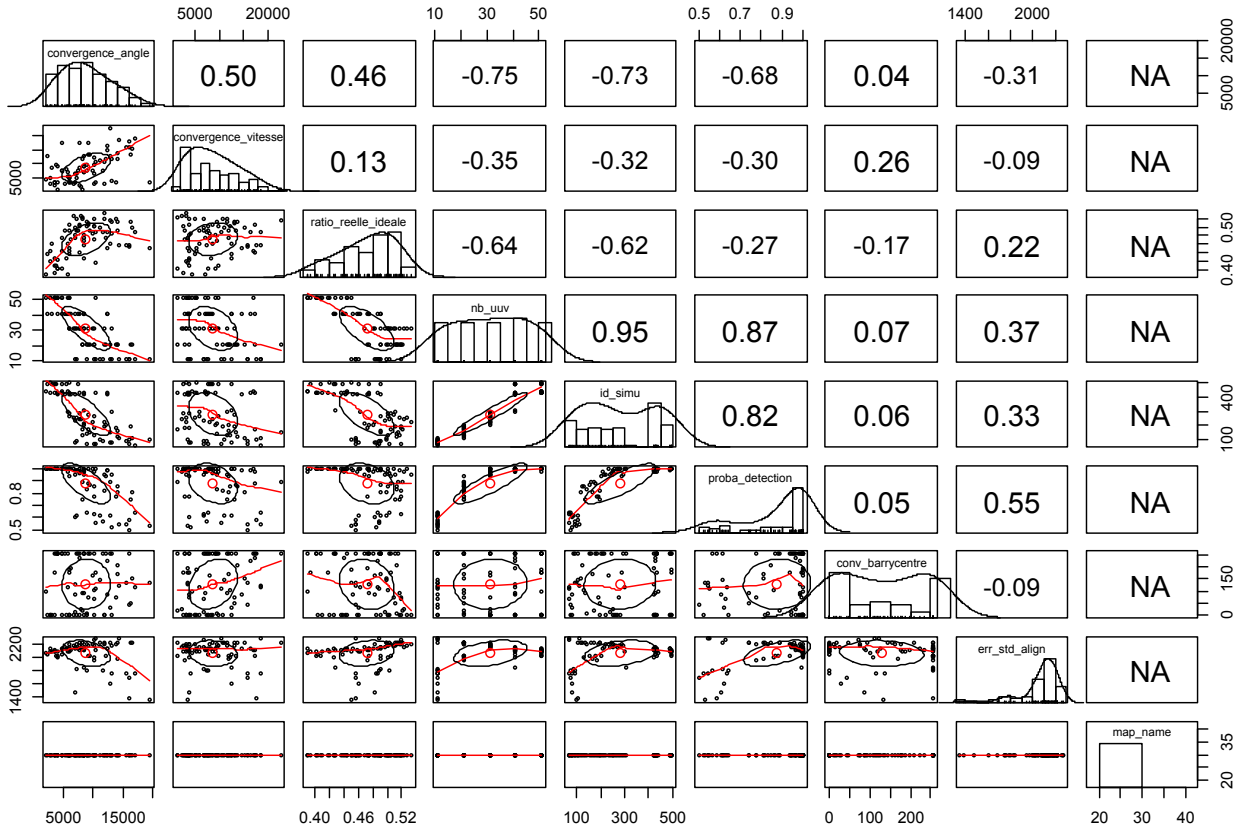 5000 20000 10 30 50 0.5 0.7 0.9 1400 2200
convergence_angle 0.50 0.46 -0.75 -0.73 -0.68 0.04 -0.31 NA 5000 20000
5000 convergence_vitesse 0.13 -0.35 -0.32 -0.30 0.26 -0.09 NA
ratio_reelle_ideale -0.64 -0.62 -0.27 -0.17 0.22 NA 0.40 0.50
10 30 50 nb_uuv 0.95 0.87 0.07 0.37 NA
id_simu 0.82 0.06 0.33 NA 100 400
0.5 0.8 proba_detection 0.05 0.55 NA
conv_barrycentre -0.09 NA 0 150
1400 2200 err_std_align NA
map_name 20 35
5000 15000 0.40 0.46 0.52 100 300 500 0 100 200 20 30 40